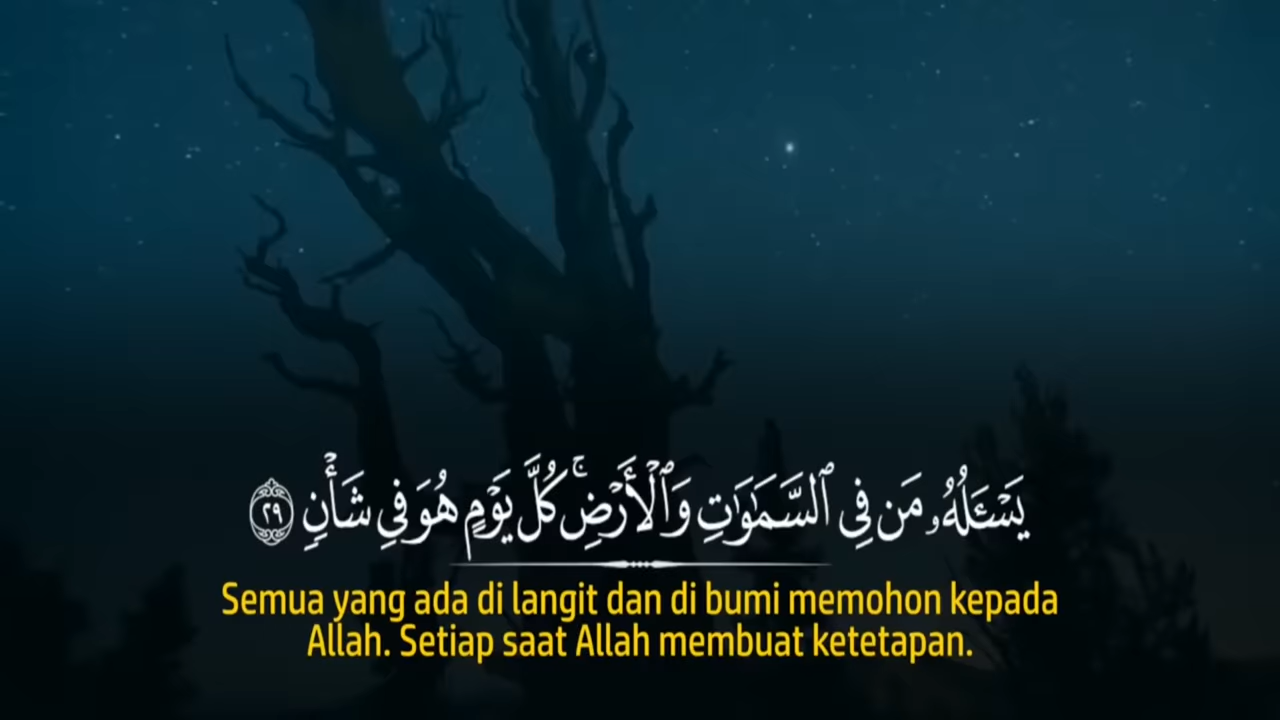 يَسْـَٔلُهُۥ مَن فِى ٱلسَّمَـٰوَٰتِ وَٱلْأَرْضِ ۚ كُلَّ يَوْمٍ هُوَ فِى شَأْنٍ ٢٩
Semua yang ada di langit dan di bumi memohon kepada
Allah. Setiap saat Allah membuat ketetapan.